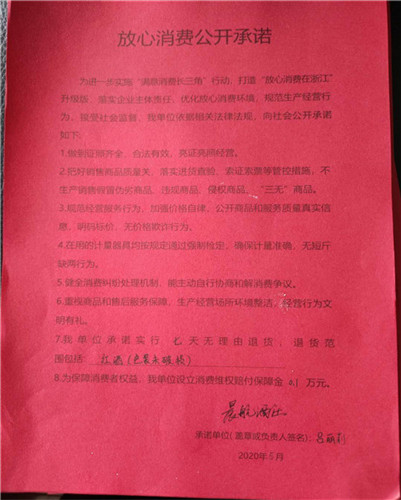 放心消费公开承诺
为进一步实施“满意消费长三角”行动，打造“放心消费在浙江”
升级版，落实企业主体责任，优化放心消费环境，规范生产经营行
为，接受社会监督，我单位依据相关法律法规，向社会公开承诺
如下:
1.做到证照齐全，合法有效，亮证亮照经营。
2.把好销售商品质量关，落实进货查验、索证索票等管控措施，不
生产销售假冒伪劣商品、违规商品、侵权商品、“三无”商品。
3.规范经营服务行为，加强价格自律，公开商品和服务质量真实信
息，明码标价，无价格欺诈行为。
4.在用的计量器具均按规定通过强制检定，确保计量准确，无短斤
缺两行为。
5.健全消费纠纷处理机制，能主动自行协商和解消费争议。
6.重视商品和售后服务保障，生产经营场所环境整洁，经营行为文
明有礼。
7.我单位承诺实行 七天无理由退货，退货范
围包括:
8.为保障消费者权益，我单位设立消费维权赔付保障金 万元。
承诺单位(盖章或负责人签名):
2020年5月